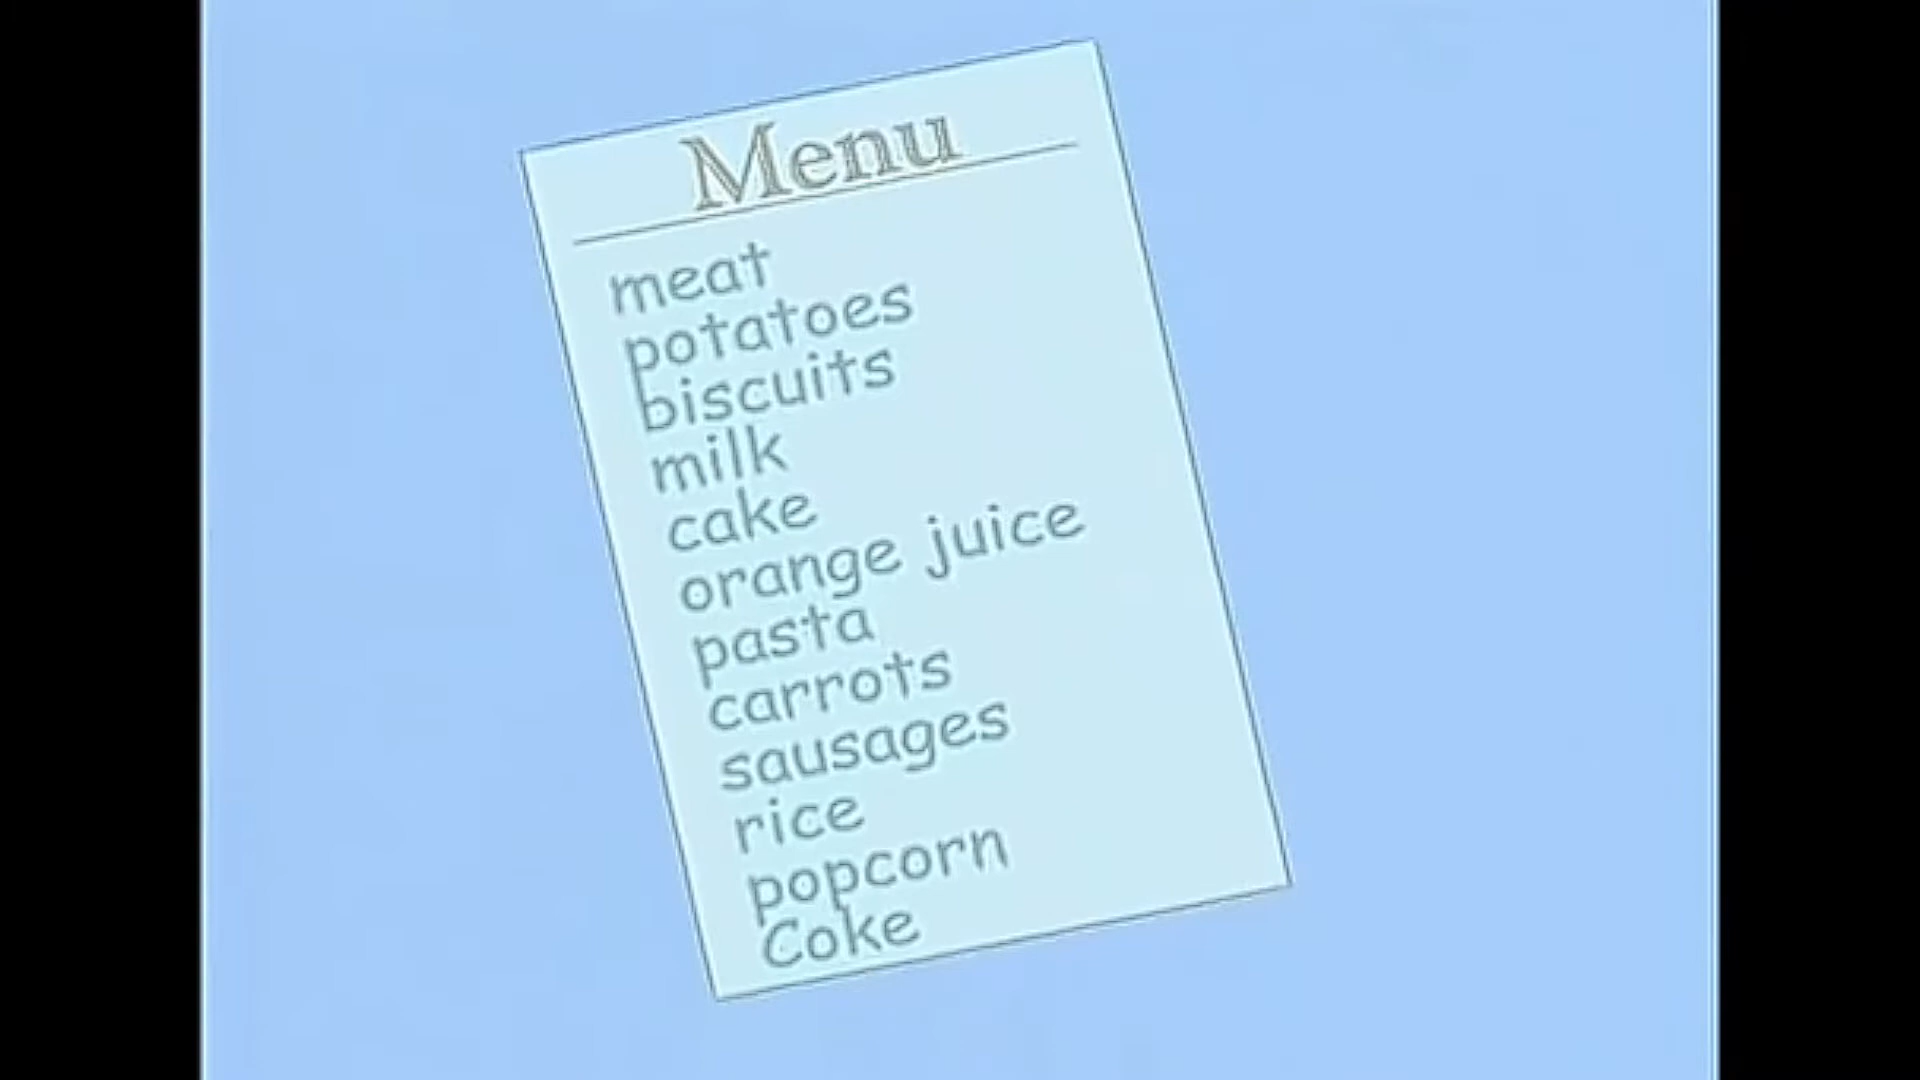 Menu
meat
potatoes
biscuits
milk
cake
orange juice
pasta
carrots
sausages
rice
popcorn
Coke